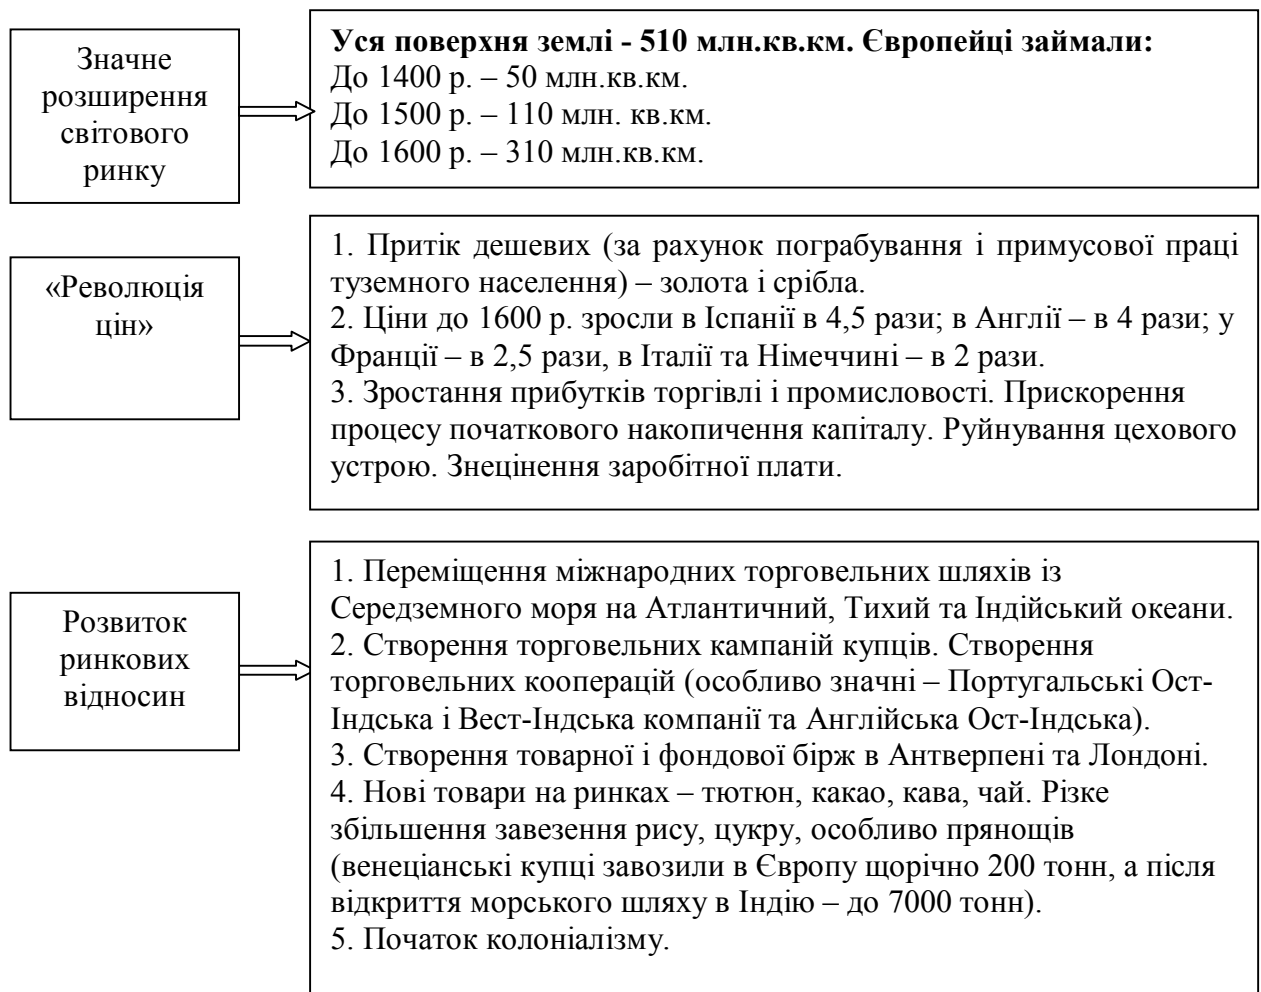 Значне
розширення
світового
ринку
Уся поверхня землі - 510 млн.кв.км. Європейці займали:
До 1400 р. – 50 млн.кв.км.
До 1500 р. – 110 млн. кв.км.
До 1600 р. – 310 млн.кв.км.
«Революція
цін»
1. Притік дешевих (за рахунок пограбування і примусової праці
туземного населення) – золота і срібла.
2. Ціни до 1600 р. зросли в Іспанії в 4,5 рази; в Англії – в 4 рази; у
Франції – в 2,5 рази, в Італії та Німеччині – в 2 рази.
3. Зростання прибутків торгівлі і промисловості. Прискорення
процесу початкового накопичення капіталу. Руйнування цехового
устрою. Знецінення заробітної плати.
Розвиток
ринкових
відносин
1. Переміщення міжнародних торговельних шляхів із
Середземного моря на Атлантичний, Тихий та Індійський океани.
2. Створення торговельних кампаній купців. Створення
торговельних кооперацій (особливо значні – Португальські Ост-
Індська і Вест-Індська компанії та Англійська Ост-Індська).
3. Створення товарної і фондової бірж в Антверпені та Лондоні.
4. Нові товари на ринках – тютюн, какао, кава, чай. Різке
збільшення завезення рису, цукру, особливо прянощів
(венеціанські купці завозили в Європу щорічно 200 тонн, а після
відкриття морського шляху в Індію – до 7000 тонн).
5. Початок колоніалізму.